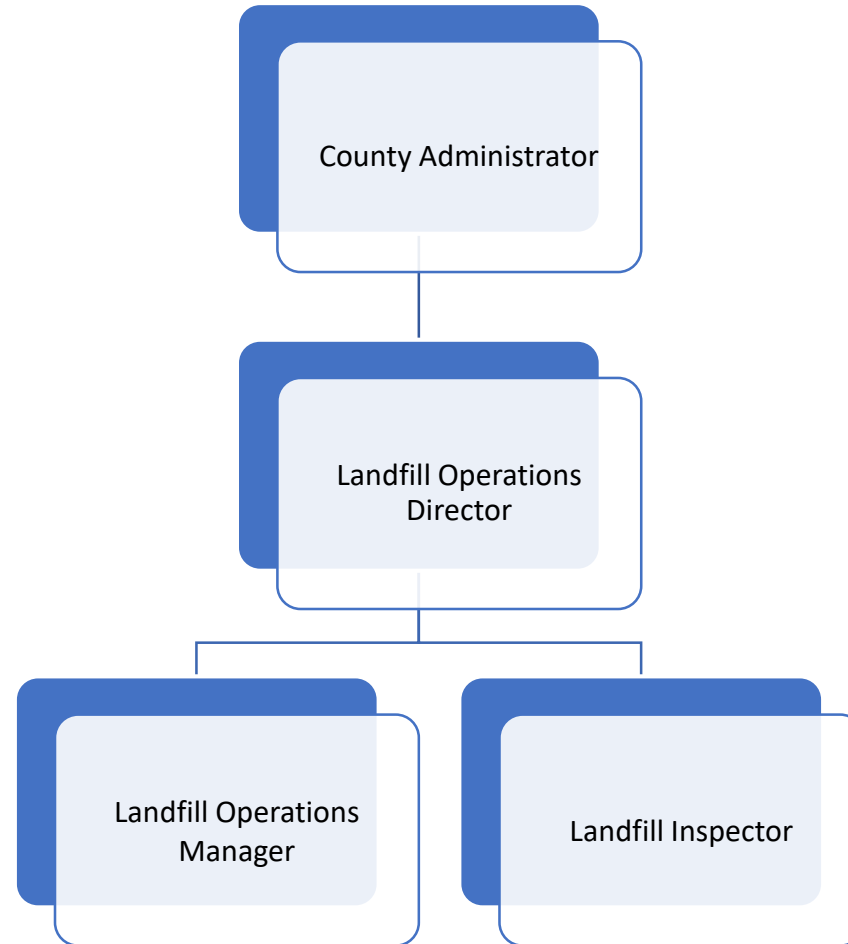 County Administrator
Landfill Operations
Director
Landfill Operations
Manager
Landfill Inspector